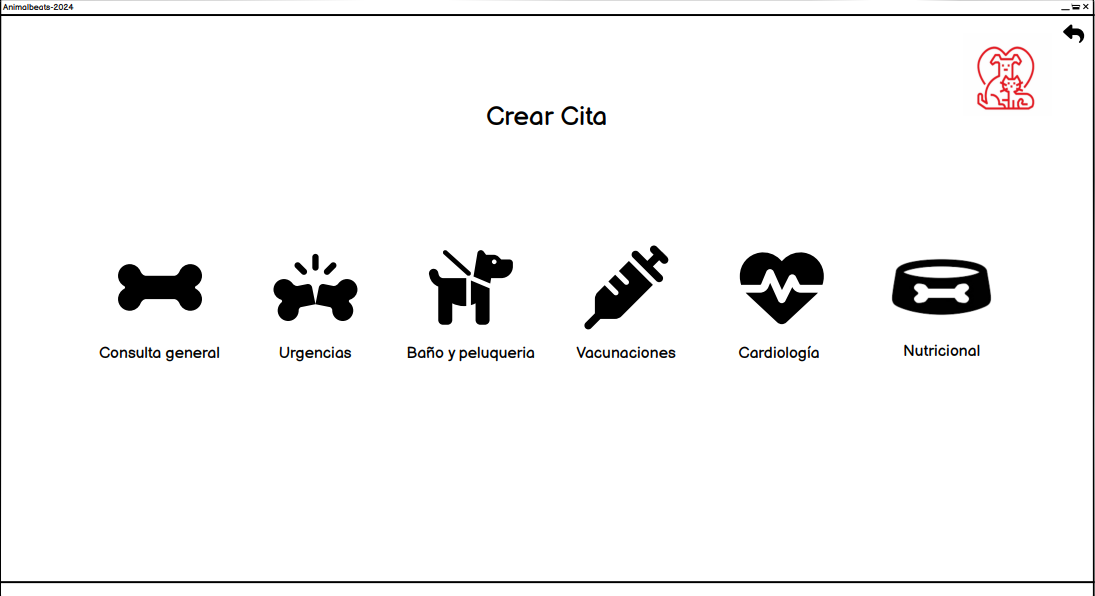 Animalbeats-2024
Crear Cita
Consulta general
Urgencias
Baño y peluqueria
Vacunaciones
Cardiología
Nutricional